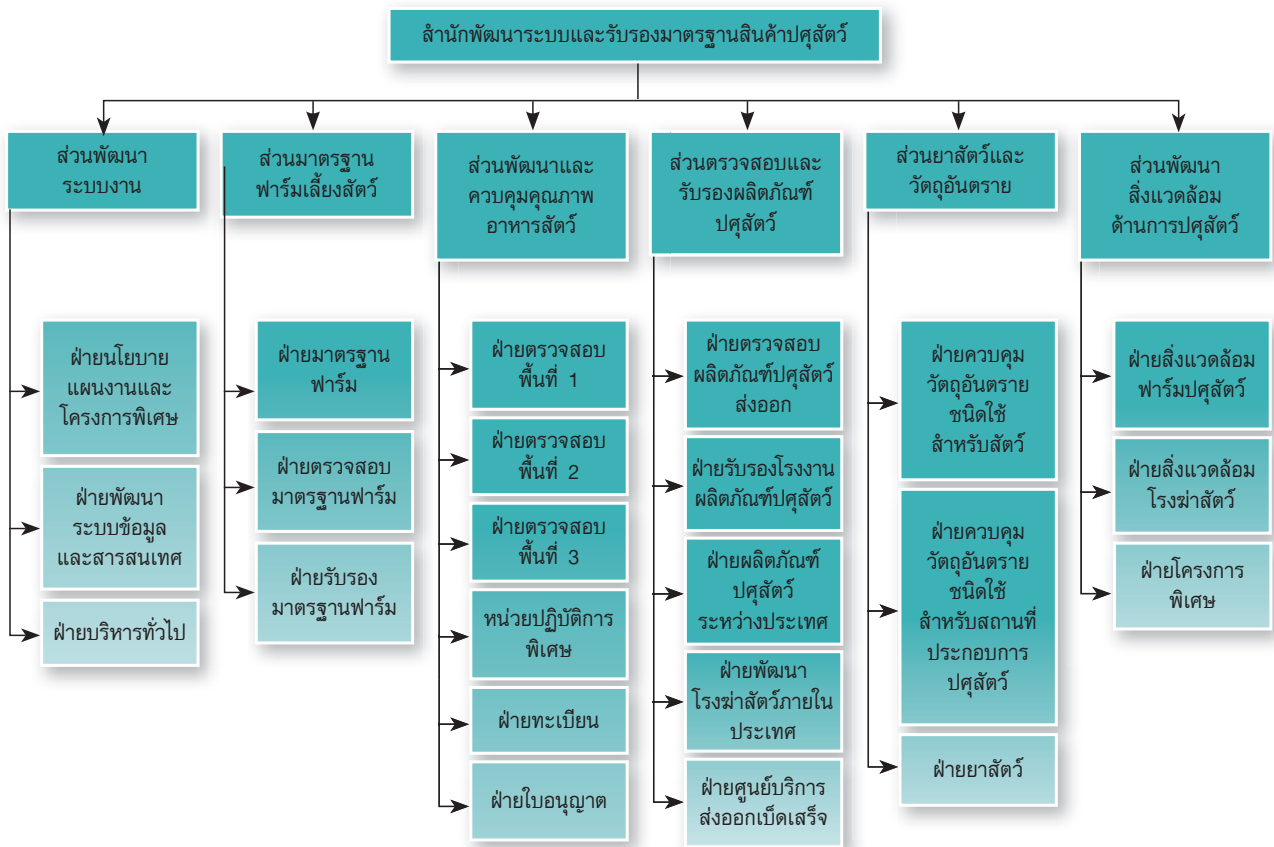 สำนักพัฒนาระบบและรับรองมาตรฐานสินค้าปศุสัตว์
ส่วนพัฒนา
ระบบงาน
ฝ่ายนโยบาย
แผนงานและ
โครงการพิเศษ
ฝ่ายพัฒนา
ระบบข้อมูล
และสารสนเทศ
ฝ่ายบริหารทั่วไป
ส่วนมาตรฐาน
ฟาร์มเลี้ยงสัตว์
ฝ่ายมาตรฐาน
ฟาร์ม
ฝ่ายตรวจสอบ
มาตรฐานฟาร์ม
ฝ่ายรับรอง
มาตรฐานฟาร์ม
ส่วนพัฒนาและ
ควบคุมคุณภาพ
อาหารสัตว์
ฝ่ายตรวจสอบ
พื้นที่ 1
ฝ่ายตรวจสอบ
พื้นที่ 2
ฝ่ายตรวจสอบ
พื้นที่ 3
หน่วยปฏิบัติการ
พิเศษ
ฝ่ายทะเบียน
ฝ่ายใบอนุญาต
ส่วนตรวจสอบและ
รับรองผลิตภัณฑ์
ปศุสัตว์
ฝ่ายตรวจสอบ
ผลิตภัณฑ์ปศุสัตว์
ส่งออก
ฝ่ายรับรองโรงงาน
ผลิตภัณฑ์ปศุสัตว์
ฝ่ายผลิตภัณฑ์
ปศุสัตว์
ระหว่างประเทศ
ฝ่ายพัฒนา
โรงฆ่าสัตว์ภายใน
ประเทศ
ฝ่ายศูนย์บริการ
ส่งออกเบ็ดเสร็จ
ส่วนยาสัตว์และ
วัตถุอันตราย
ฝ่ายควบคุม
วัตถุอันตราย
ชนิดใช้
สำหรับสัตว์
ฝ่ายควบคุม
วัตถุอันตราย
ชนิดใช้
สำหรับสถานที่
ประกอบการ
ปศุสัตว์
ฝ่ายยาสัตว์
ส่วนพัฒนา
สิ่งแวดล้อม
ด้านการปศุสัตว์
ฝ่ายสิ่งแวดล้อม
ฟาร์มปศุสัตว์
ฝ่ายสิ่งแวดล้อม
โรงฆ่าสัตว์
ฝ่ายโครงการ
พิเศษ